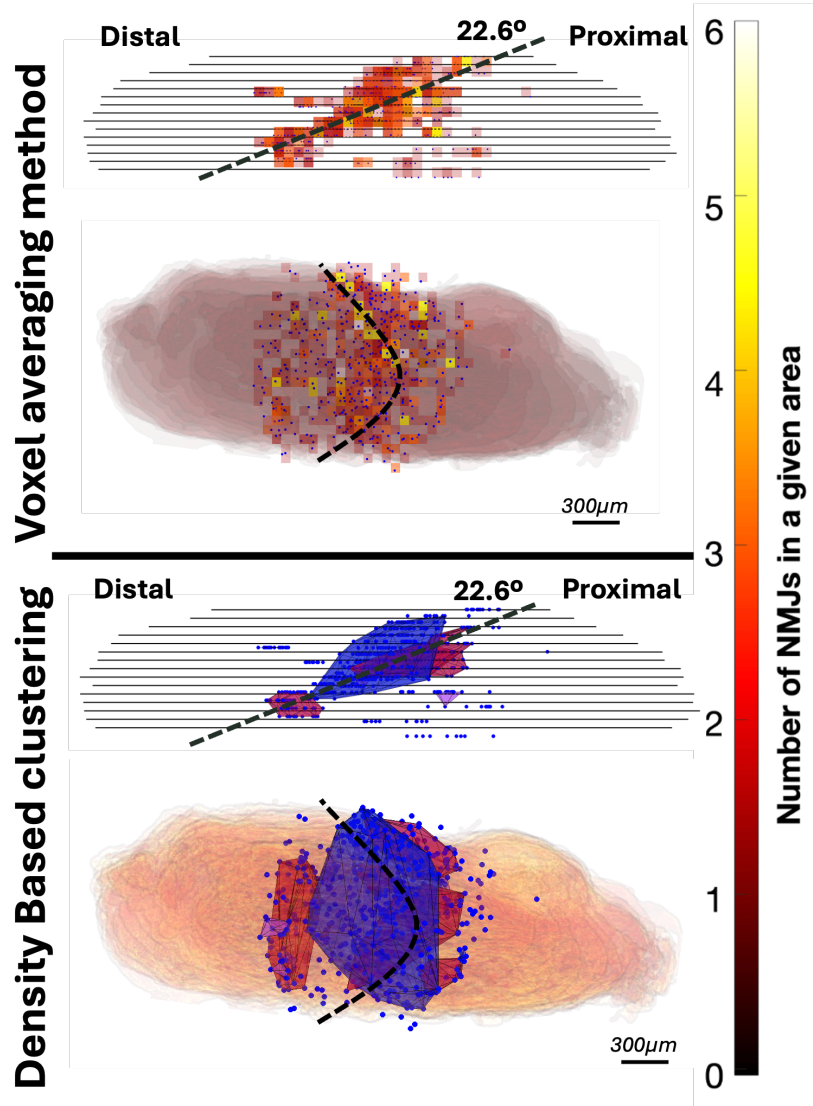 Voxel averaging method
Distal
22.6º
Proximal
300µm
Density Based clustering
Distal
22.6º
Proximal
300µm
6
5
4
3
2
1
0
Number of NMJs in a given area